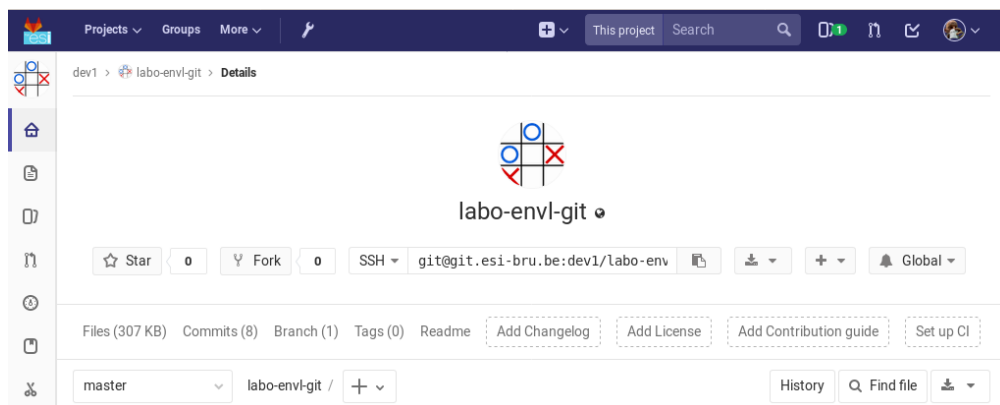 esi Projects Groups More This project Search 1
dev1 > labo-envl-git > Details
labo-envl-git
Star 0 Fork 0 SSH git@git.esi-bru.be:dev1/labo-env Global
Files (307 KB) Commits (8) Branch (1) Tags (0) Readme Add Changelog Add License Add Contribution guide Set up CI
master labo-envl-git / + History Find file